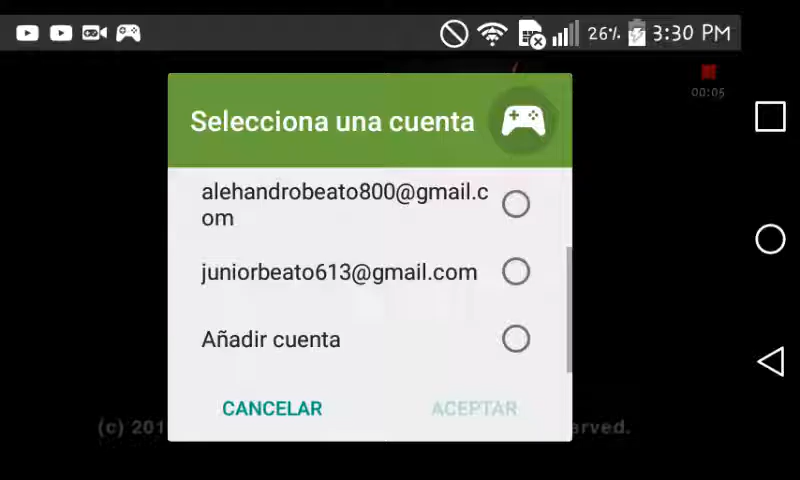 26% 3:30 PM
00:05
Selecciona una cuenta
alehandrobeato800@gmail.c
om
juniorbeato613@gmail.com
Añadir cuenta
CANCELAR ACEPTAR
(c) 201 rved.